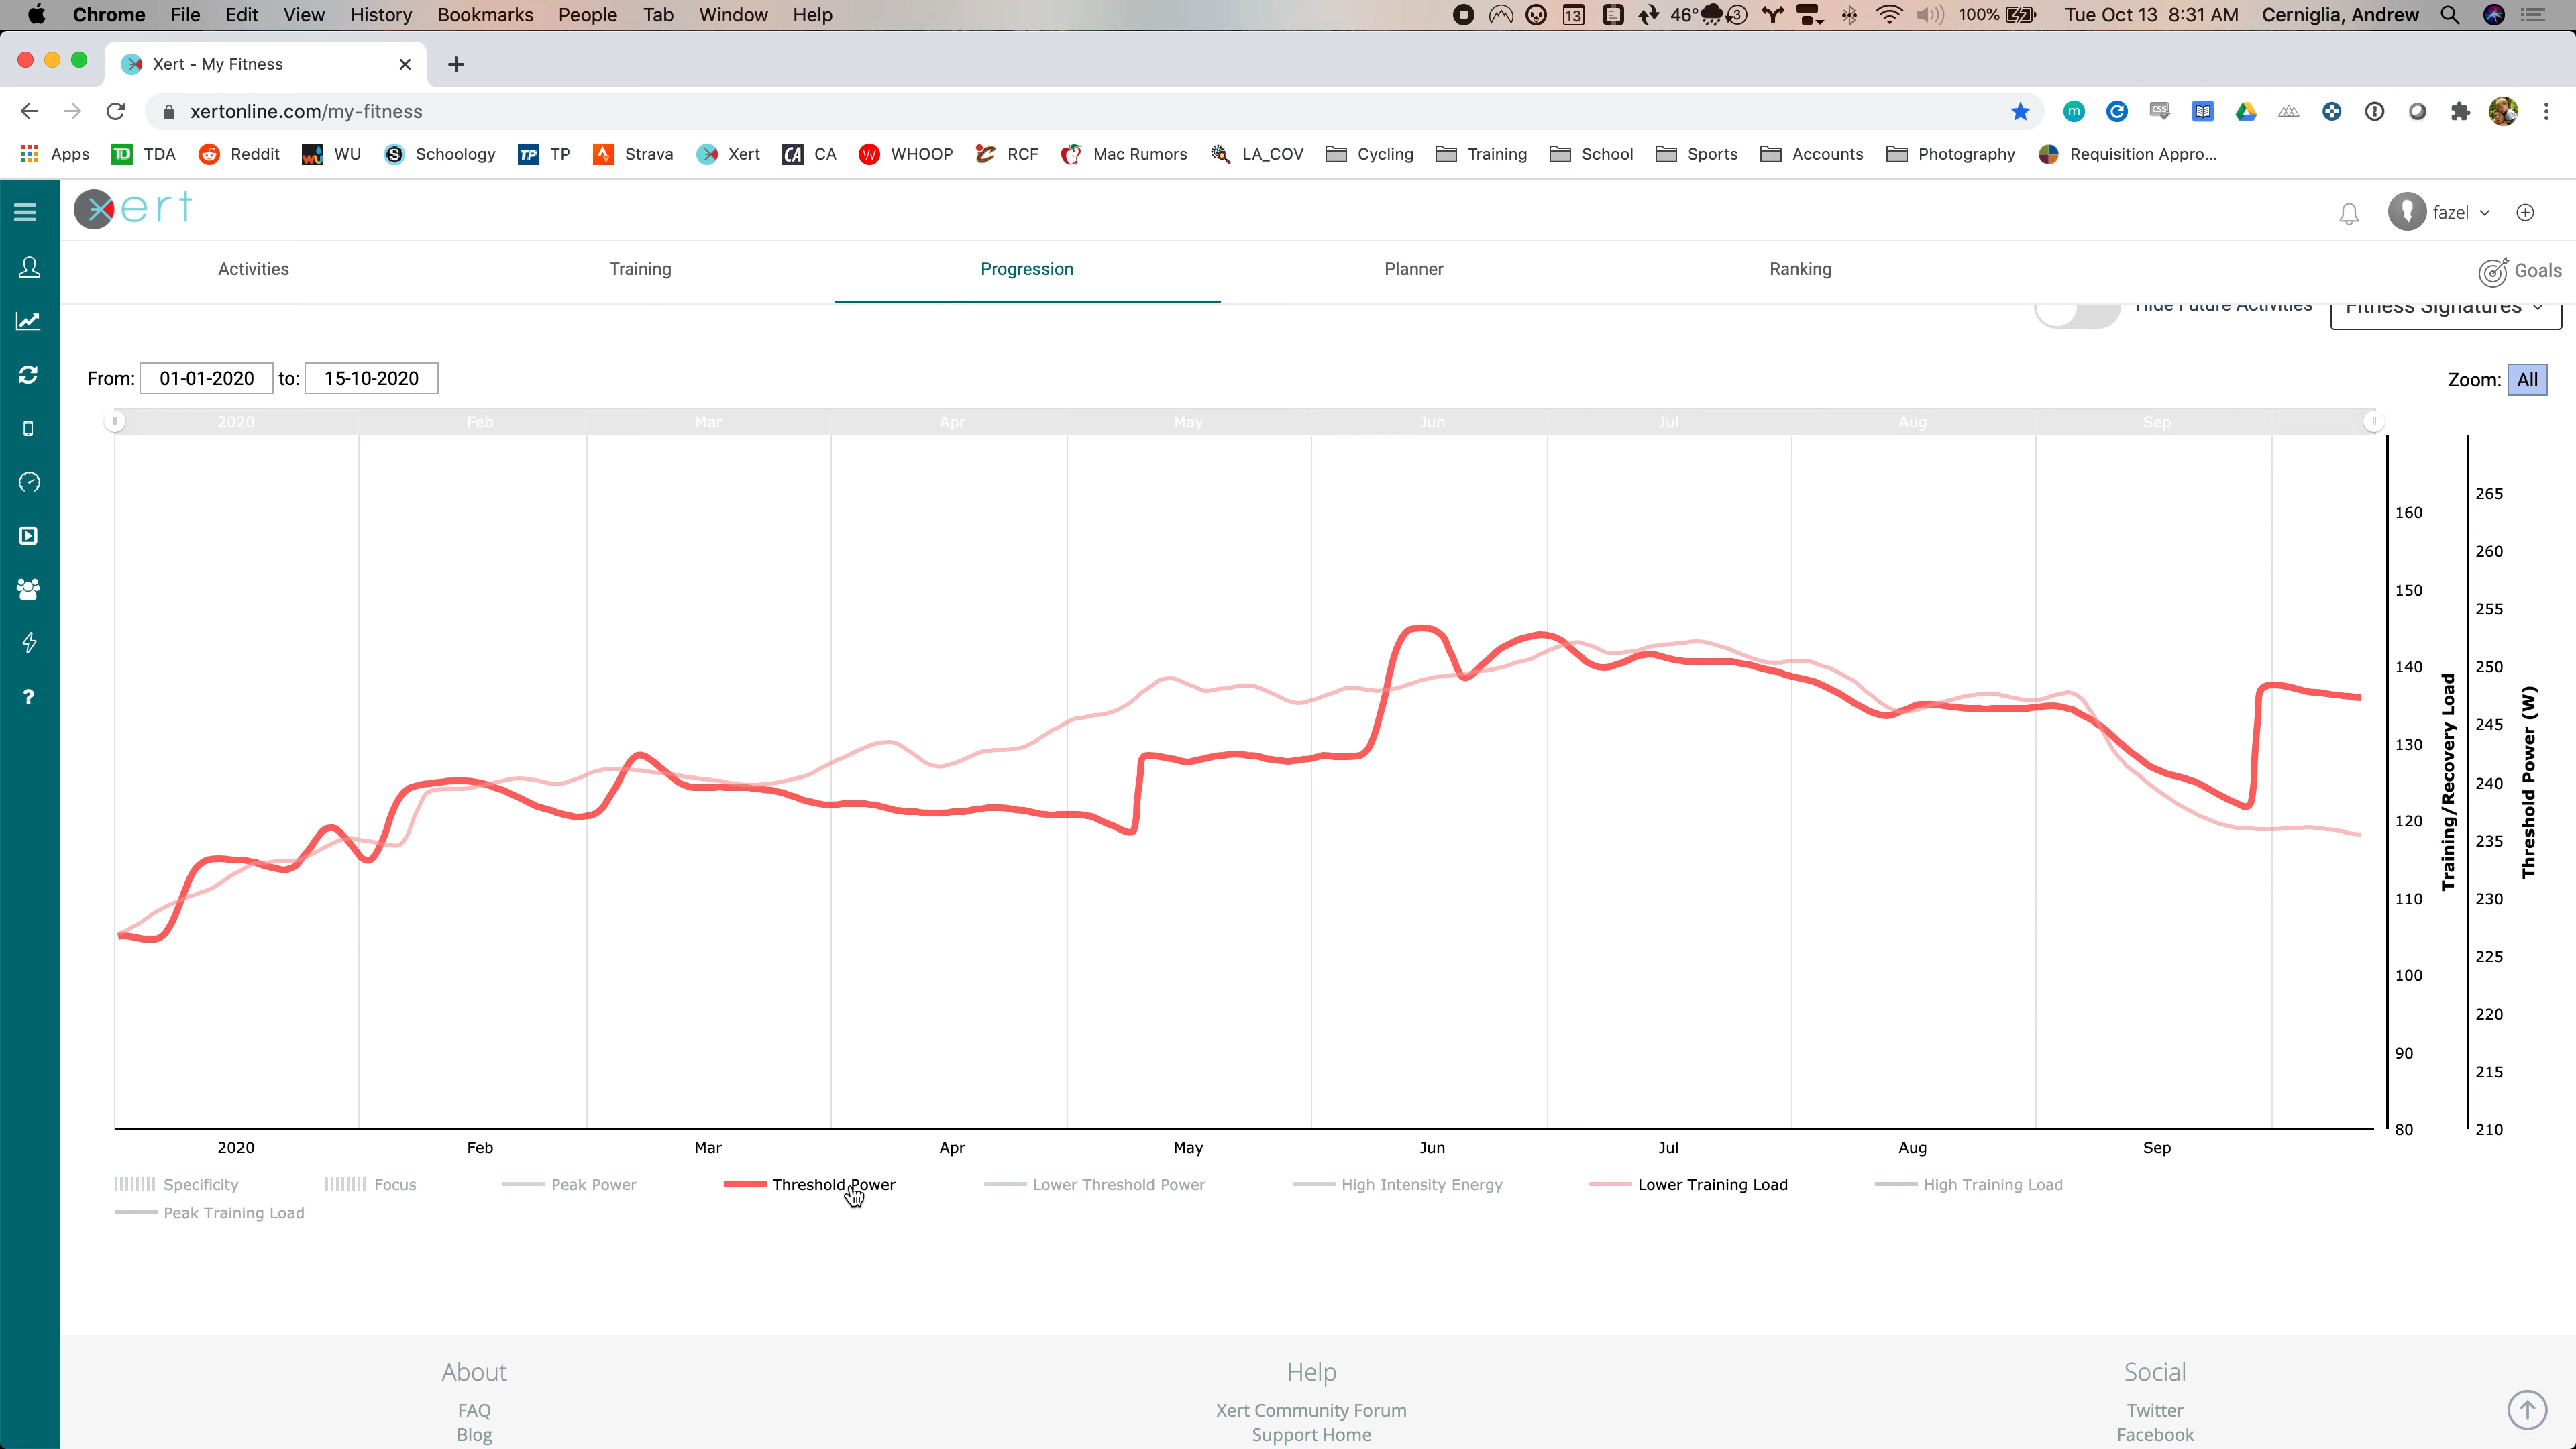 Chrome File Edit View History Bookmarks People Tab Window Help 13 46° 3 100% Tue Oct 13 8:31 AM Cerniglia, Andrew
Xert - My Fitness
xertonline.com/my-fitness
Apps TDA Reddit WU Schoology TP Strava Xert CA WHOOP RCF Mac Rumors LA_COV Cycling Training School Sports Accounts Photography Requisition Appro...
xert
fazel
Activities Training Progression Planner Ranking Goals
Hide Future Activities Fitness Signatures
From: 01-01-2020 to: 15-10-2020 Zoom: All
2020 Feb Mar Apr May Jun Jul Aug Sep
160
150
140
130
120
110
100
90
80
Training/Recovery Load
265
260
255
250
245
240
235
230
225
220
215
210
Threshold Power (W)
2020 Feb Mar Apr May Jun Jul Aug Sep
Specificity Focus Peak Power Threshold Power Lower Threshold Power High Intensity Energy Lower Training Load High Training Load
Peak Training Load
About
FAQ
Blog
Help
Xert Community Forum
Support Home
Social
Twitter
Facebook